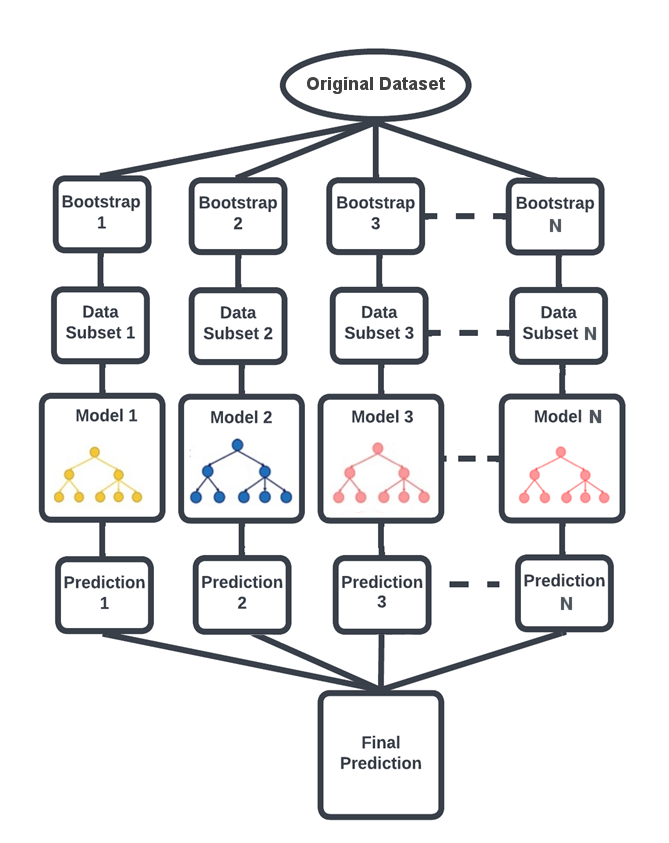 Original Dataset
Bootstrap
1
Bootstrap
2
Bootstrap
3
Bootstrap
N
Data
Subset 1
Data
Subset 2
Data
Subset 3
Data
Subset N
Model 1
Model 2
Model 3
Model N
Prediction
1
Prediction
2
Prediction
3
Prediction
N
Final
Prediction